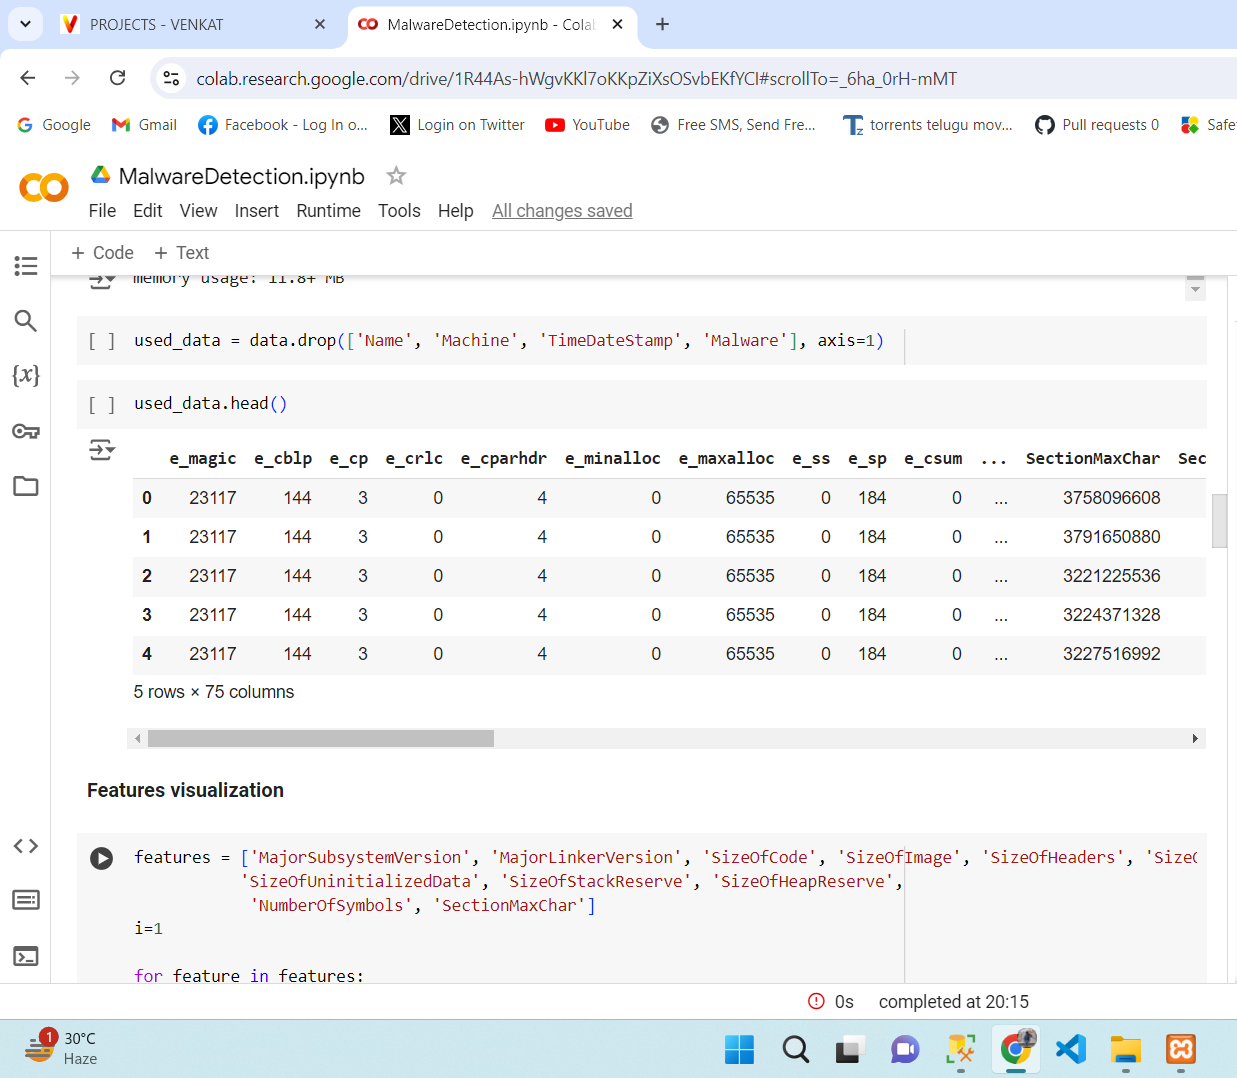 PROJECTS - VENKAT
MalwareDetection.ipynb - Colab
colab.research.google.com/drive/1R44As-hWgvKKl7oKKpZiXsOSvbEKfYCI#scrollTo=_6ha_0rH-mMT
Google Gmail Facebook - Log In o... Login on Twitter YouTube Free SMS, Send Fre... torrents telugu mov... Pull requests 0 Safe
MalwareDetection.ipynb
File Edit View Insert Runtime Tools Help All changes saved
+ Code + Text
memory usage: 11.8+ MB
[ ] used_data = data.drop(['Name', 'Machine', 'TimeDateStamp', 'Malware'], axis=1)
[ ] used_data.head()
e_magic e_cblp e_cp e_crlc e_cparhdr e_minalloc e_maxalloc e_ss e_sp e_csum ... SectionMaxChar Sec
0 23117 144 3 0 4 0 65535 0 184 0 ... 3758096608
1 23117 144 3 0 4 0 65535 0 184 0 ... 3791650880
2 23117 144 3 0 4 0 65535 0 184 0 ... 3221225536
3 23117 144 3 0 4 0 65535 0 184 0 ... 3224371328
4 23117 144 3 0 4 0 65535 0 184 0 ... 3227516992
5 rows × 75 columns
Features visualization
features = ['MajorSubsystemVersion', 'MajorLinkerVersion', 'SizeOfCode', 'SizeOfImage', 'SizeOfHeaders', 'SizeO
'SizeOfUninitializedData', 'SizeOfStackReserve', 'SizeOfHeapReserve',
'NumberOfSymbols', 'SectionMaxChar']
i=1
for feature in features:
0s completed at 20:15
1
30°C
Haze